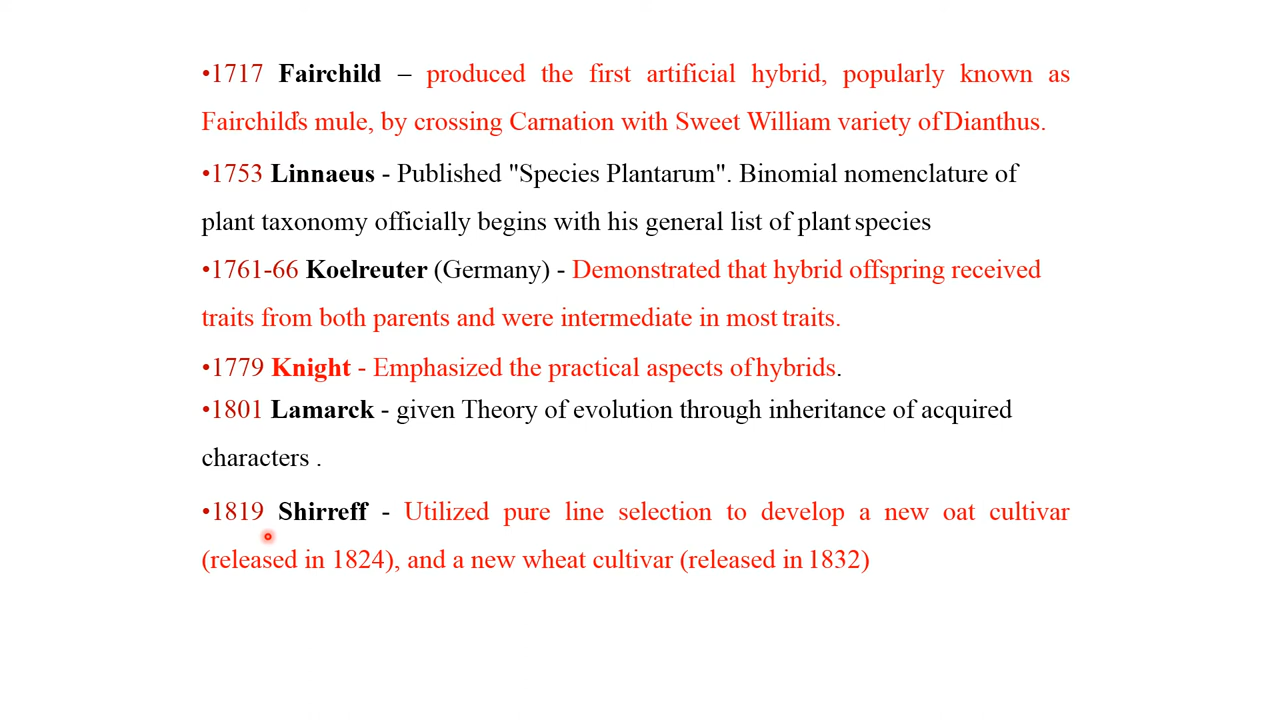 •1717 Fairchild – produced the first artificial hybrid, popularly known as
Fairchild's mule, by crossing Carnation with Sweet William variety of Dianthus.
•1753 Linnaeus - Published "Species Plantarum". Binomial nomenclature of
plant taxonomy officially begins with his general list of plant species
•1761-66 Koelreuter (Germany) - Demonstrated that hybrid offspring received
traits from both parents and were intermediate in most traits.
•1779 Knight - Emphasized the practical aspects of hybrids.
•1801 Lamarck - given Theory of evolution through inheritance of acquired
characters .
•1819 Shirreff - Utilized pure line selection to develop a new oat cultivar
(released in 1824), and a new wheat cultivar (released in 1832)